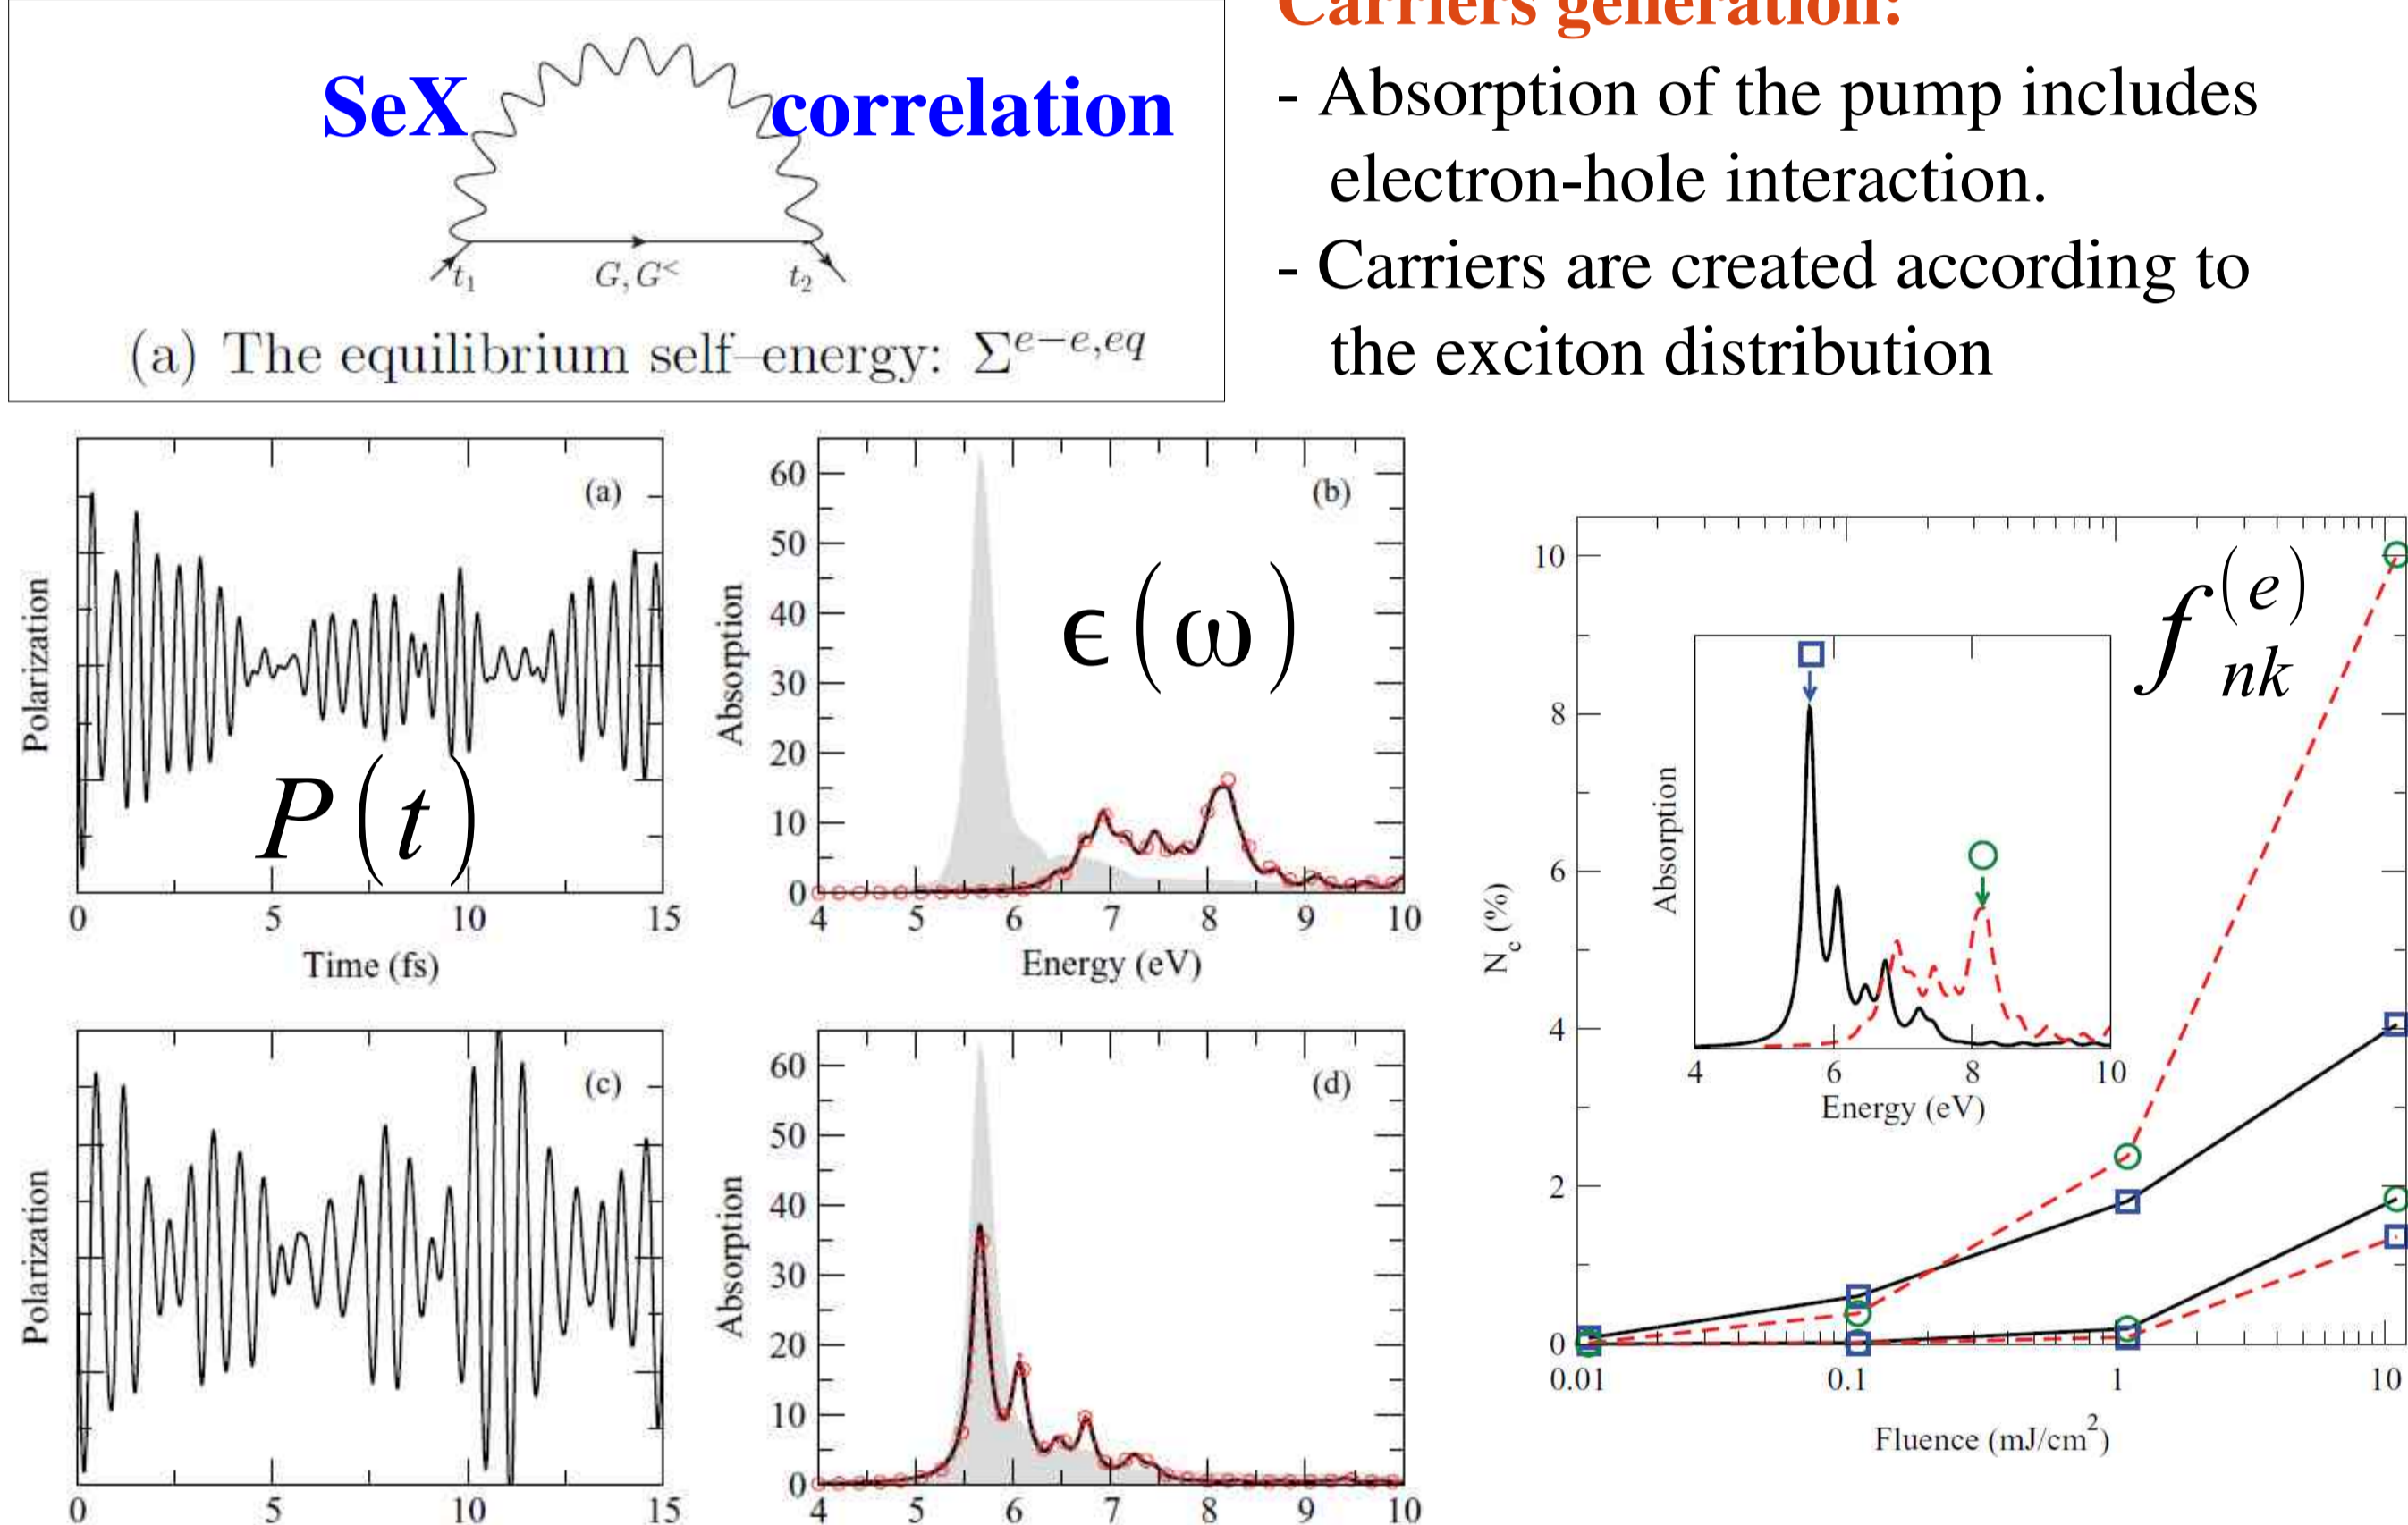 SeX correlation
t1 G, G< t2
(a) The equilibrium self–energy: Σe−e,eq
Carriers generation:
- Absorption of the pump includes
electron-hole interaction.
- Carriers are created according to
the exciton distribution
(a)
Polarization
P(t)
0 5 10 15
Time (fs)
(b)
Absorption
60
50
40
30
20
10
0
ϵ(ω)
4 5 6 7 8 9 10
Energy (eV)
(c)
Polarization
0 5 10 15
(d)
Absorption
60
50
40
30
20
10
0
4 5 6 7 8 9 10
f(e)nk
Nc (%)
10
8
6
4
2
0
Absorption
4 6 8 10
Energy (eV)
0.01 0.1 1 10
Fluence (mJ/cm2)